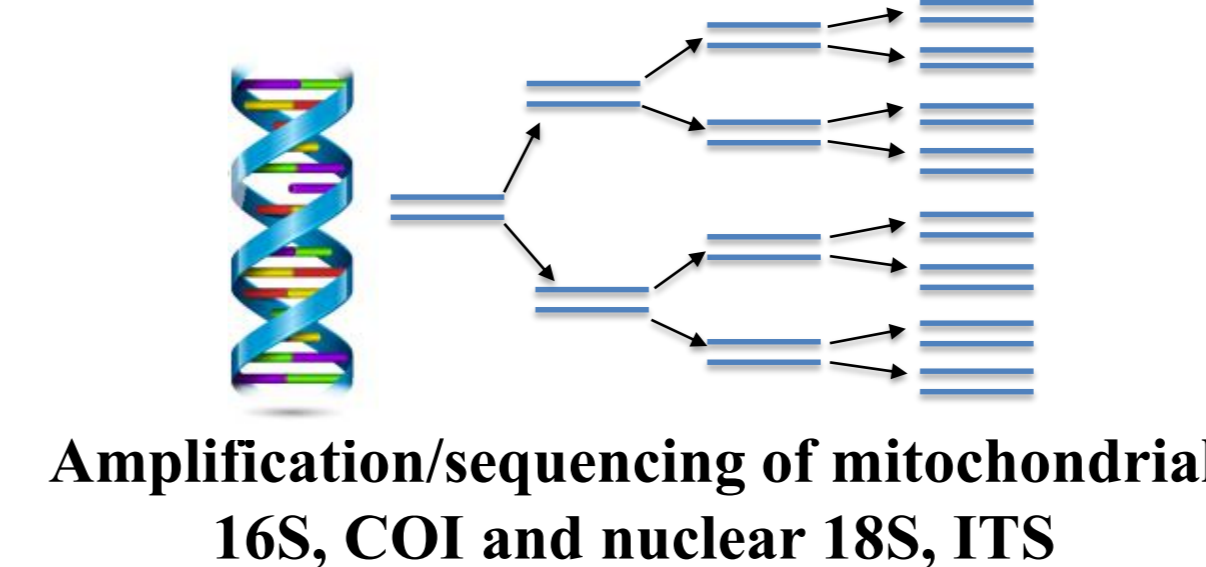 Amplification/sequencing of mitochondrial
16S, COI and nuclear 18S, ITS